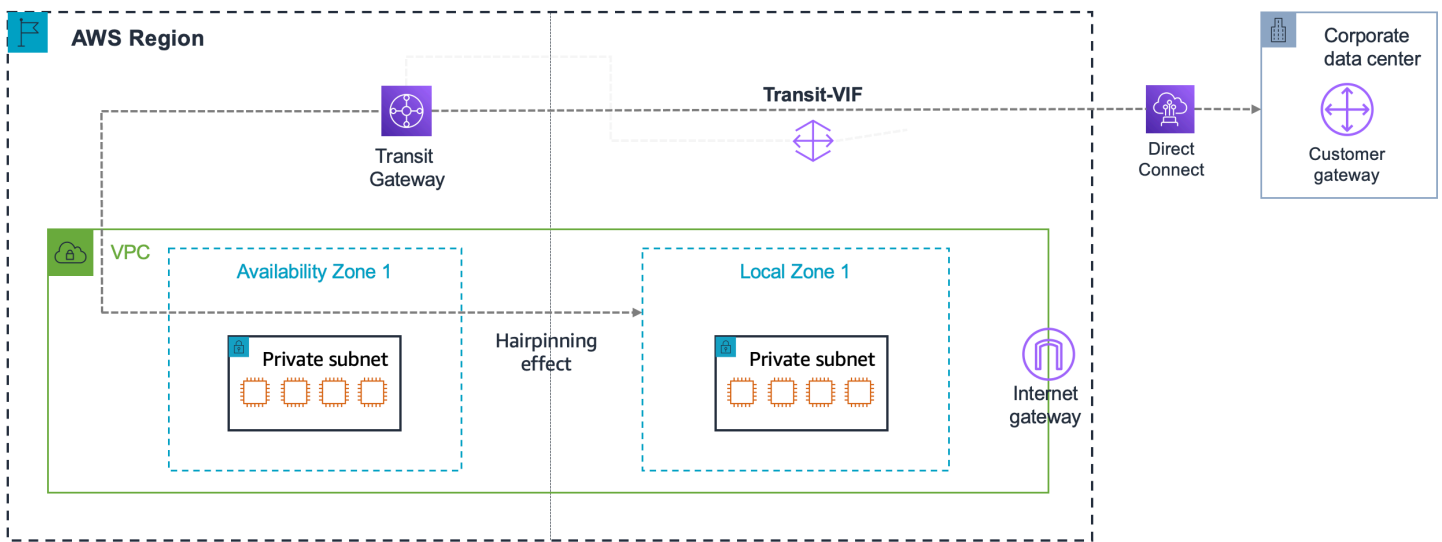 AWS Region
Corporate
data center
Transit-VIF
Transit
Gateway
Direct
Connect
Customer
gateway
VPC
Availability Zone 1
Local Zone 1
Hairpinning
effect
Private subnet
Private subnet
Internet
gateway